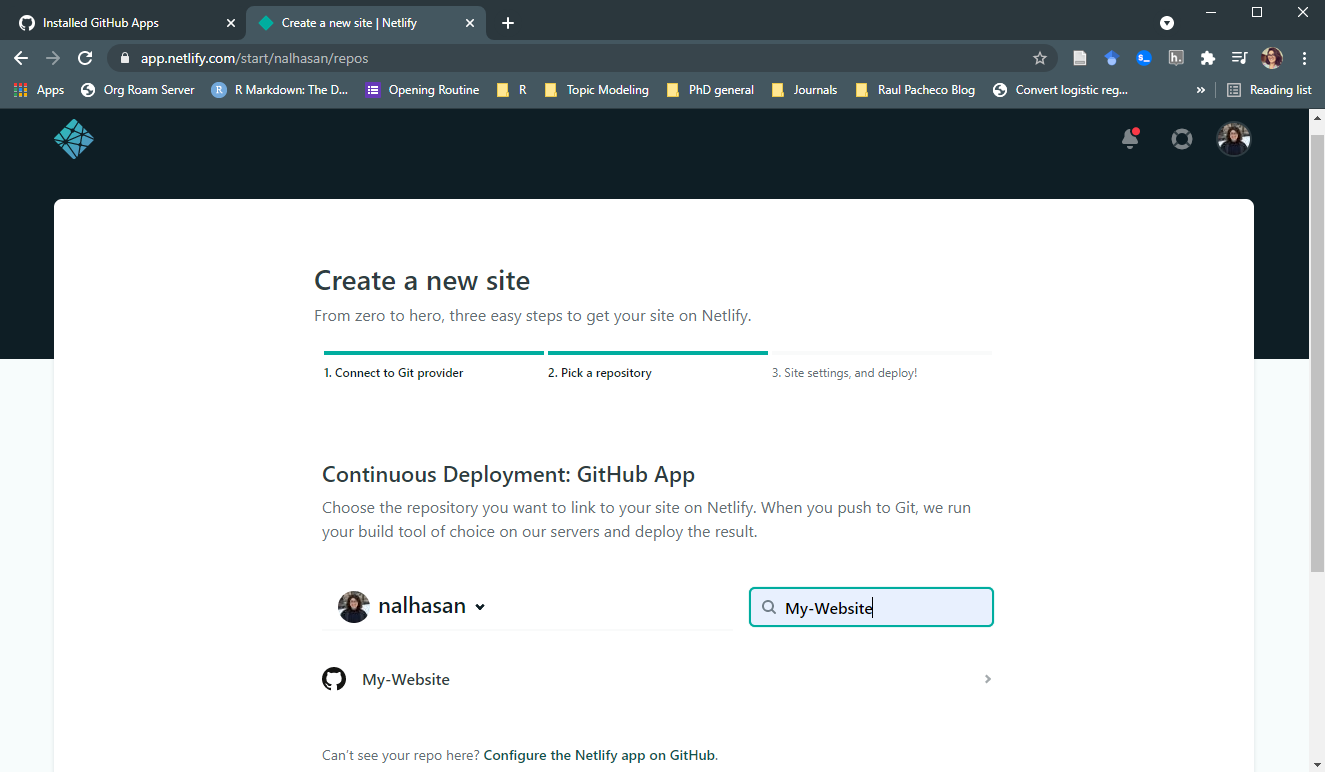 Installed GitHub Apps
Create a new site | Netlify
app.netlify.com/start/nalhasan/repos
Apps
Org Roam Server
R Markdown: The D...
Opening Routine
R
Topic Modeling
PhD general
Journals
Raul Pacheco Blog
Convert logistic reg...
»
Reading list
Create a new site
From zero to hero, three easy steps to get your site on Netlify.
1. Connect to Git provider
2. Pick a repository
3. Site settings, and deploy!
Continuous Deployment: GitHub App
Choose the repository you want to link to your site on Netlify. When you push to Git, we run
your build tool of choice on our servers and deploy the result.
nalhasan
My-Website
My-Website
Can't see your repo here? Configure the Netlify app on GitHub.